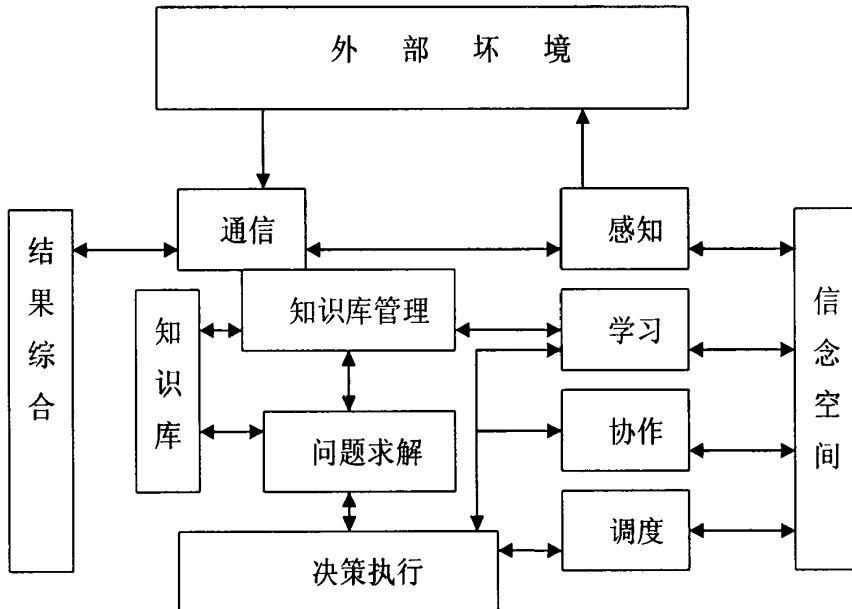 外部坏境
通信
感知
结果综合
知识库管理
知识库
学习
信念空间
问题求解
协作
决策执行
调度